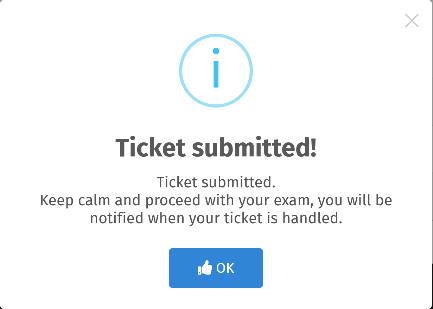 Ticket submitted!
Ticket submitted.
Keep calm and proceed with your exam, you will be
notified when your ticket is handled.
OK